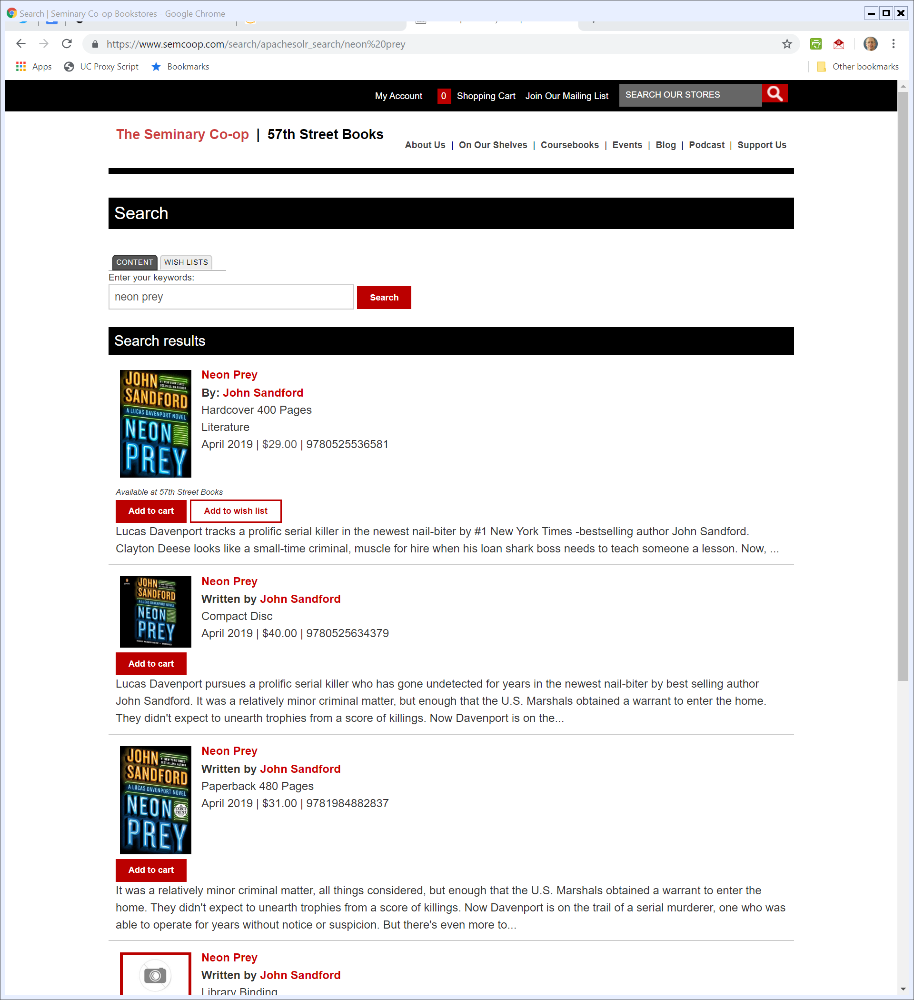 Search | Seminary Co-op Bookstores - Google Chrome
https://www.semcoop.com/search/apachesolr_search/neon%20prey
Apps UC Proxy Script Bookmarks Other bookmarks
My Account 0 Shopping Cart Join Our Mailing List SEARCH OUR STORES
The Seminary Co-op | 57th Street Books
About Us | On Our Shelves | Coursebooks | Events | Blog | Podcast | Support Us
Search
CONTENT WISH LISTS
Enter your keywords:
neon prey Search
Search results
JOHN
#1 NEW YORK TIMES
BESTSELLING AUTHOR
SANDFORD
A LUCAS DAVENPORT NOVEL
NEON
PREY
Neon Prey
By: John Sandford
Hardcover 400 Pages
Literature
April 2019 | $29.00 | 9780525536581
Available at 57th Street Books
Add to cart Add to wish list
Lucas Davenport tracks a prolific serial killer in the newest nail-biter by #1 New York Times -bestselling author John Sandford.
Clayton Deese looks like a small-time criminal, muscle for hire when his loan shark boss needs to teach someone a lesson. Now, ...
JOHN
SANDFORD
A LUCAS DAVENPORT NOVEL
NEON
PREY
Neon Prey
Written by John Sandford
Compact Disc
April 2019 | $40.00 | 9780525634379
Add to cart
Lucas Davenport pursues a prolific serial killer who has gone undetected for years in the newest nail-biter by best selling author
John Sandford. It was a relatively minor criminal matter, but enough that the U.S. Marshals obtained a warrant to enter the home.
They didn't expect to unearth trophies from a score of killings. Now Davenport is on the...
JOHN
#1 NEW YORK TIMES
BESTSELLING AUTHOR
SANDFORD
A LUCAS DAVENPORT NOVEL
NEON
LARGE
PRINT
PREY
Neon Prey
Written by John Sandford
Paperback 480 Pages
April 2019 | $31.00 | 9781984882837
Add to cart
It was a relatively minor criminal matter, all things considered, but enough that the U.S. Marshals obtained a warrant to enter the
home. They didn't expect to unearth trophies from a score of killings. Now Davenport is on the trail of a serial murderer, one who was
able to operate for years without notice or suspicion. But there's even more to...
Neon Prey
Written by John Sandford
Library Binding